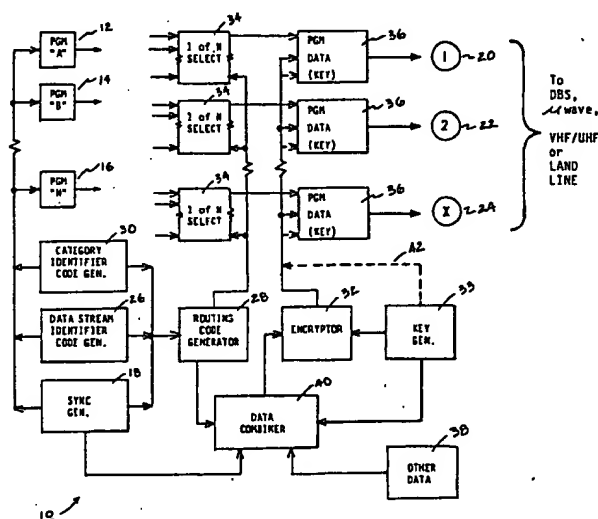 12
PGM
"A"
34
1 of N
SELECT
PGM
DATA
(KEY)
36
1
20
14
PGM
"B"
34
1 of N
SELECT
PGM
DATA
(KEY)
36
2
22
To
DBS,
μwave,
VHF/UHF
or
LAND
LINE
16
PGM
"N"
34
1 of N
SELECT
PGM
DATA
(KEY)
36
X
24
30
CATEGORY
IDENTIFIER
CODE GEN.
26
DATA STREAM
IDENTIFIER
CODE GEN.
28
ROUTING
CODE
GENERATOR
32
ENCRYPTOR
42
33
KEY
GEN.
18
SYNC
GEN.
40
DATA
COMBINER
38
OTHER
DATA
10